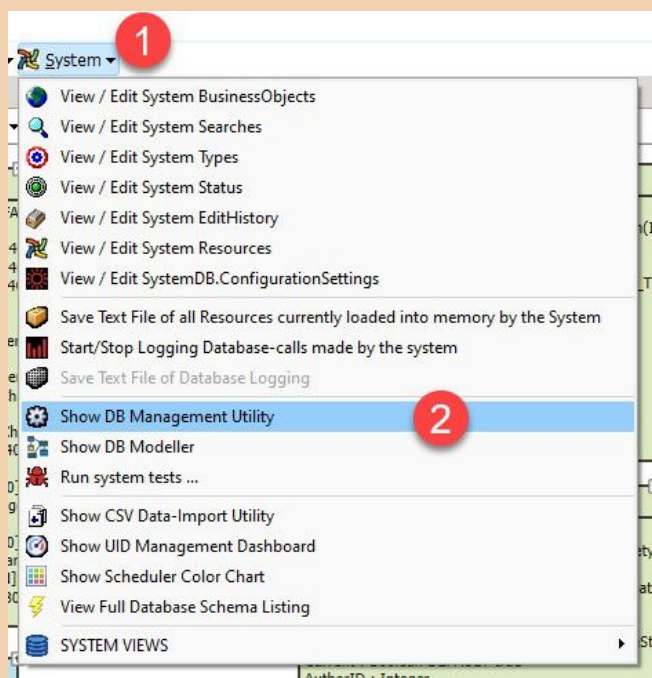 1
System
View / Edit System BusinessObjects
View / Edit System Searches
View / Edit System Types
View / Edit System Status
View / Edit System EditHistory
View / Edit System Resources
View / Edit SystemDB.ConfigurationSettings
Save Text File of all Resources currently loaded into memory by the System
Start/Stop Logging Database-calls made by the system
Save Text File of Database Logging
Show DB Management Utility
2
Show DB Modeller
Run system tests ...
Show CSV Data-Import Utility
Show UID Management Dashboard
Show Scheduler Color Chart
View Full Database Schema Listing
SYSTEM VIEWS
AuthorID : Integer